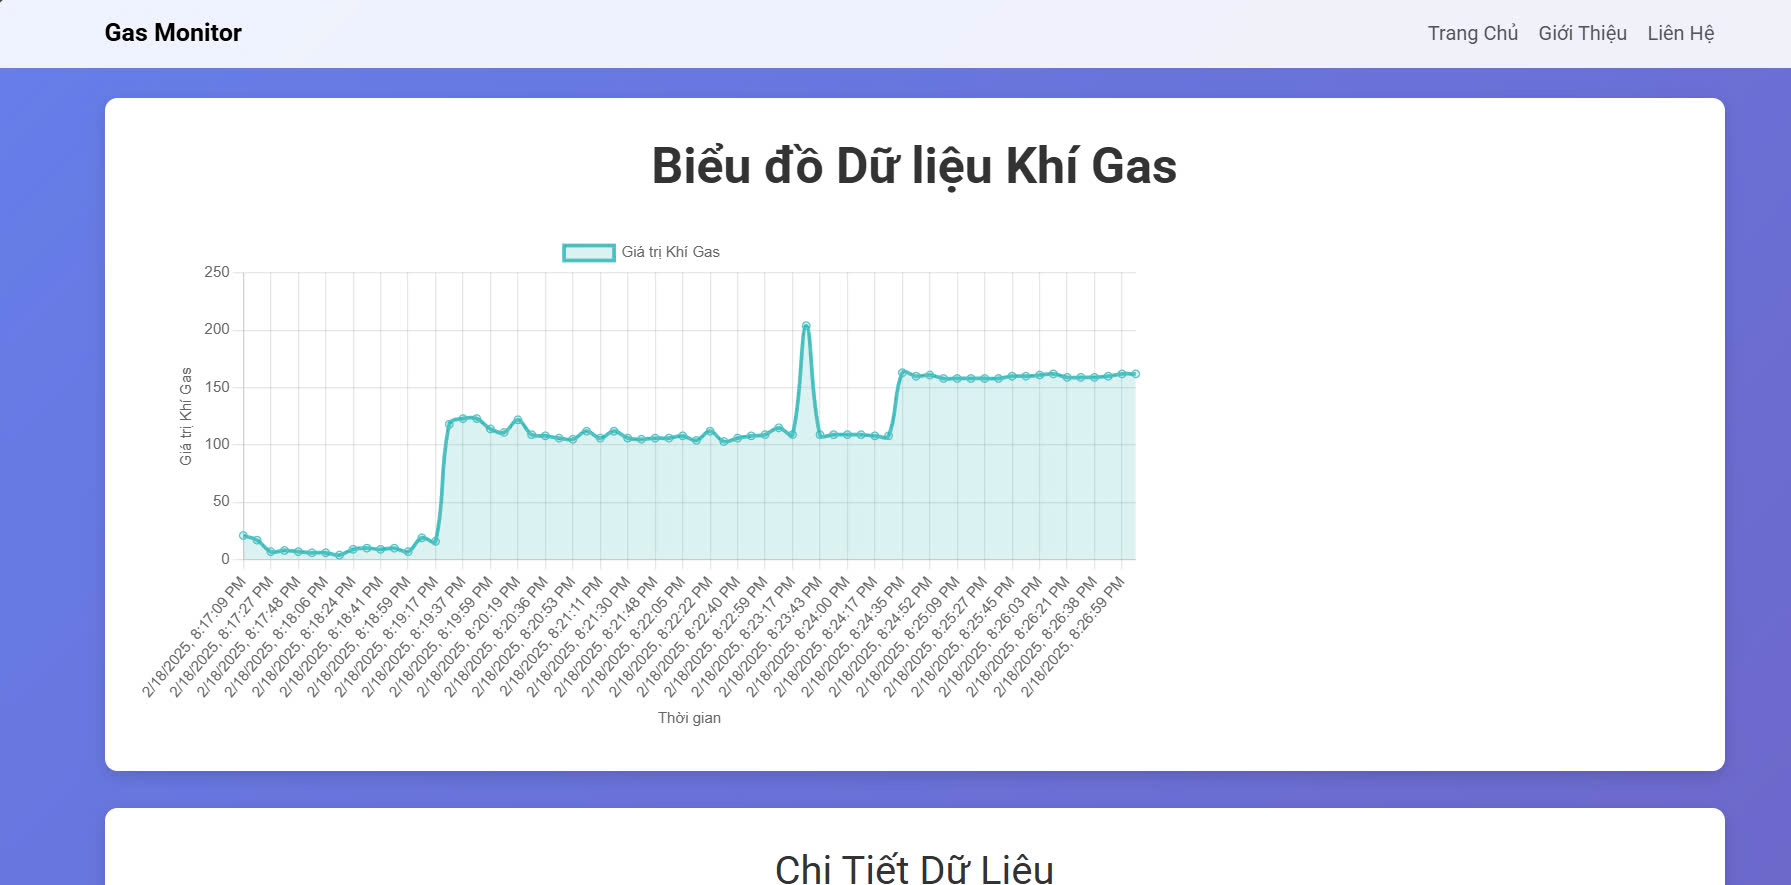 Gas Monitor
Trang Chủ
Giới Thiệu
Liên Hệ
Biểu đồ Dữ liệu Khí Gas
Giá trị Khí Gas
Giá trị Khí Gas
250
200
150
100
50
0
2/18/2025, 8:17:09 PM
2/18/2025, 8:17:27 PM
2/18/2025, 8:17:48 PM
2/18/2025, 8:18:06 PM
2/18/2025, 8:18:24 PM
2/18/2025, 8:18:41 PM
2/18/2025, 8:18:59 PM
2/18/2025, 8:19:17 PM
2/18/2025, 8:19:37 PM
2/18/2025, 8:19:59 PM
2/18/2025, 8:20:19 PM
2/18/2025, 8:20:36 PM
2/18/2025, 8:20:53 PM
2/18/2025, 8:21:11 PM
2/18/2025, 8:21:30 PM
2/18/2025, 8:21:48 PM
2/18/2025, 8:22:05 PM
2/18/2025, 8:22:22 PM
2/18/2025, 8:22:40 PM
2/18/2025, 8:22:59 PM
2/18/2025, 8:23:17 PM
2/18/2025, 8:23:43 PM
2/18/2025, 8:24:00 PM
2/18/2025, 8:24:17 PM
2/18/2025, 8:24:35 PM
2/18/2025, 8:24:52 PM
2/18/2025, 8:25:09 PM
2/18/2025, 8:25:27 PM
2/18/2025, 8:25:45 PM
2/18/2025, 8:26:03 PM
2/18/2025, 8:26:21 PM
2/18/2025, 8:26:38 PM
2/18/2025, 8:26:59 PM
Thời gian
Chi Tiết Dữ Liêu